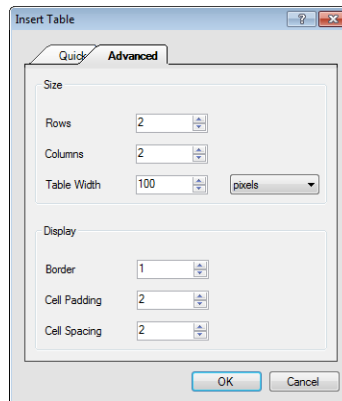 Insert Table
Quick Advanced
Size
Rows 2
Columns 2
Table Width 100 pixels
Display
Border 1
Cell Padding 2
Cell Spacing 2
OK Cancel